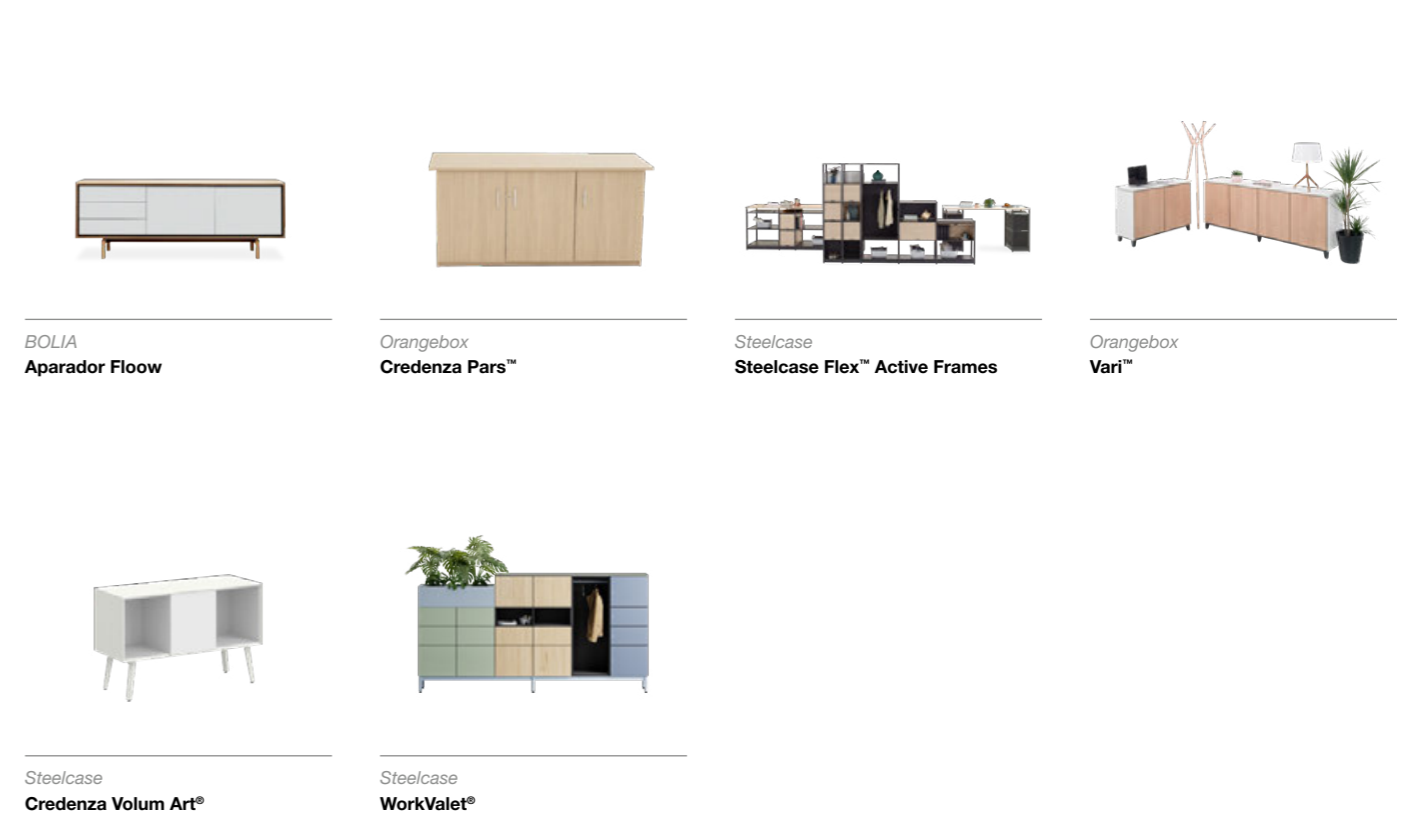 BOLIA
Aparador Floow
Orangebox
Credenza Pars™
Steelcase
Steelcase Flex™ Active Frames
Orangebox
Vari™
Steelcase
Credenza Volum Art®
Steelcase
WorkValet®